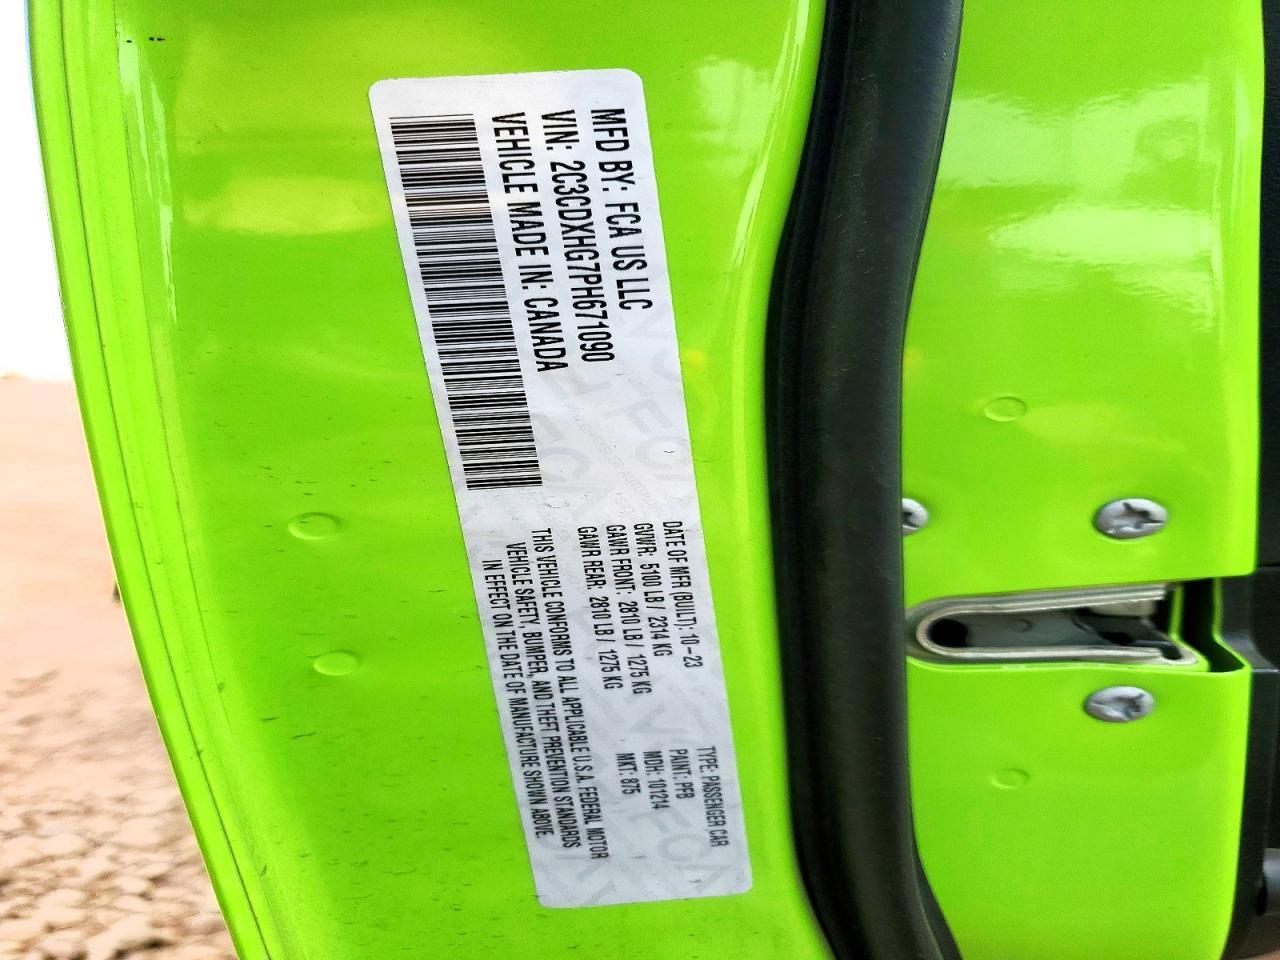 MFD BY: FCA US LLC
VIN: 2C3CDXHG7PH671090
VEHICLE MADE IN: CANADA
DATE OF MFR (BUILT): 10-23
GVWR: 5100 LB / 2314 KG
GAWR FRONT: 2810 LB / 1275 KG
GAWR REAR: 2810 LB / 1275 KG
TYPE: PASSENGER CAR
PAINT: PFB
MDH: 101214
MKT: 875
THIS VEHICLE CONFORMS TO ALL APPLICABLE U.S.A. FEDERAL MOTOR
VEHICLE SAFETY, BUMPER, AND THEFT PREVENTION STANDARDS
IN EFFECT ON THE DATE OF MANUFACTURE SHOWN ABOVE.